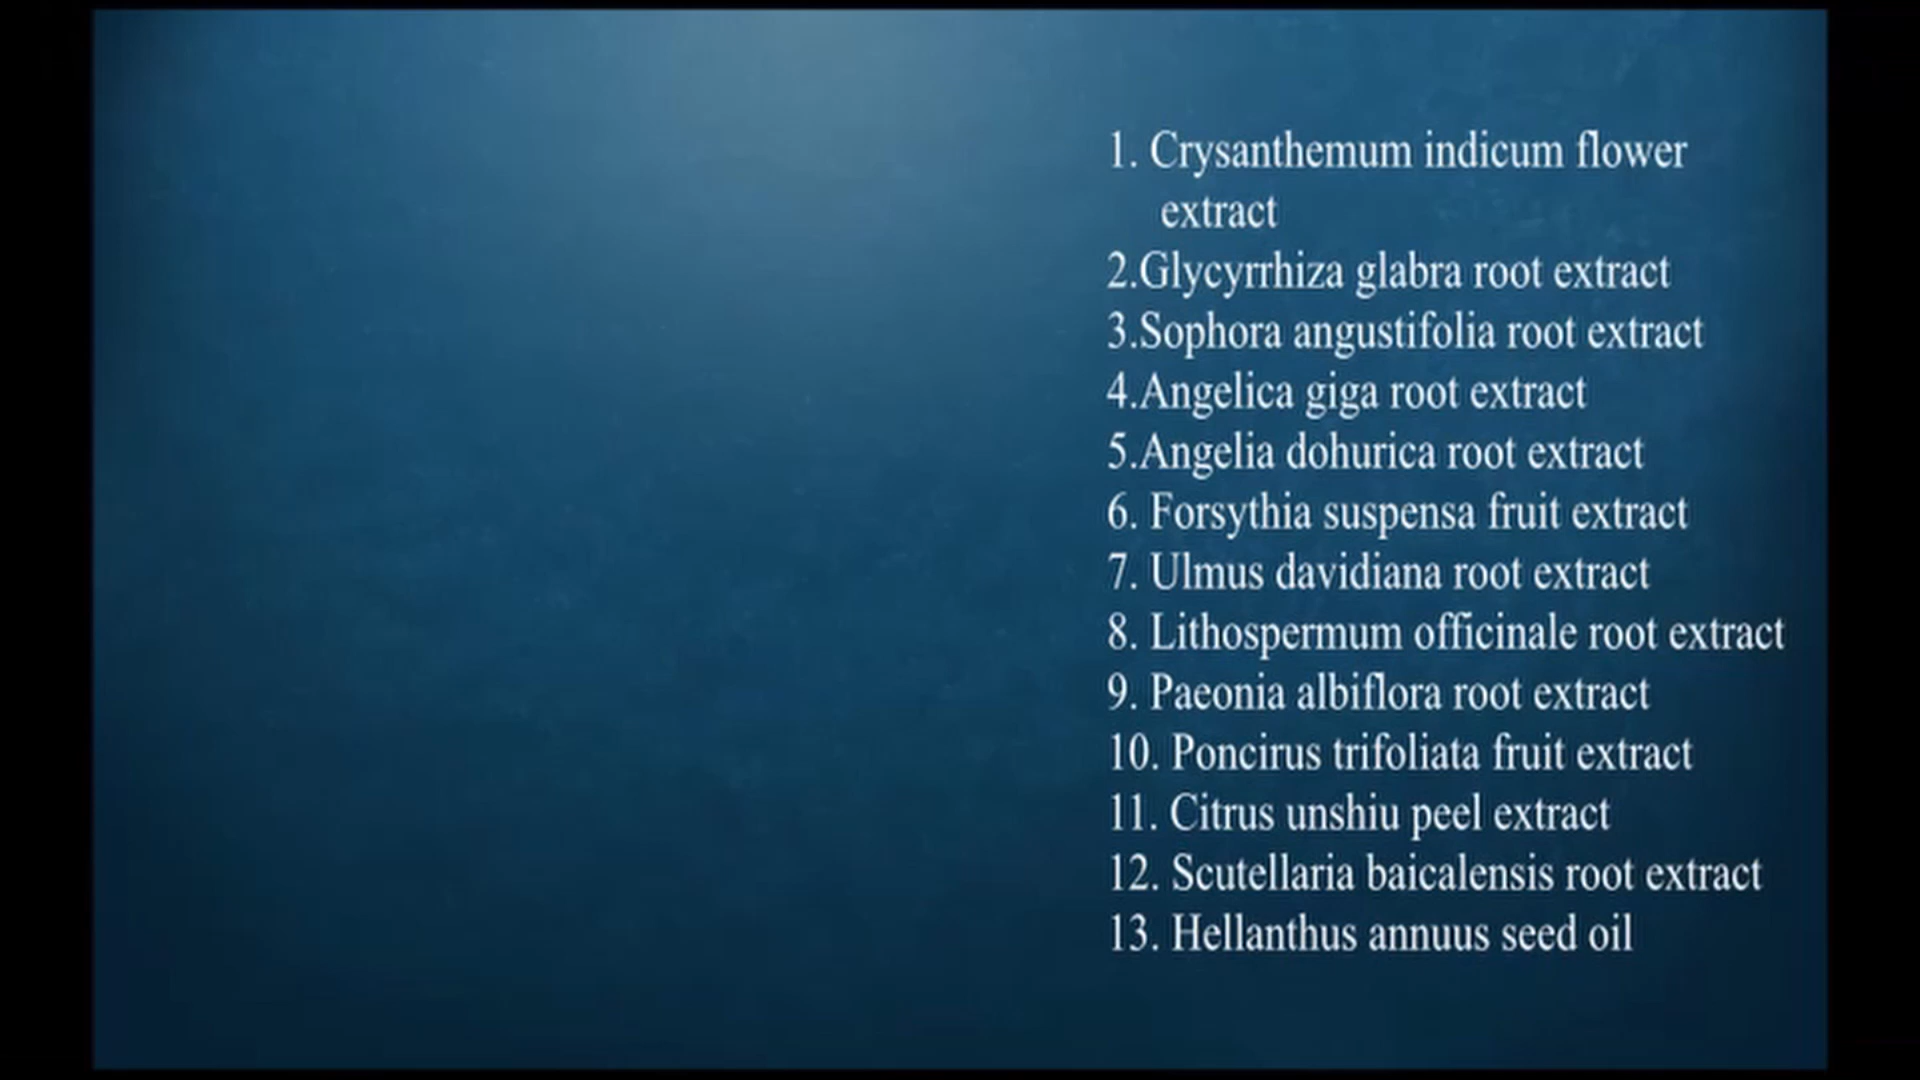 1. Crysanthemum indicum flower
extract
2.Glycyrrhiza glabra root extract
3.Sophora angustifolia root extract
4.Angelica giga root extract
5.Angelia dohurica root extract
6. Forsythia suspensa fruit extract
7. Ulmus davidiana root extract
8. Lithospermum officinale root extract
9. Paeonia albiflora root extract
10. Poncirus trifoliata fruit extract
11. Citrus unshiu peel extract
12. Scutellaria baicalensis root extract
13. Hellanthus annuus seed oil